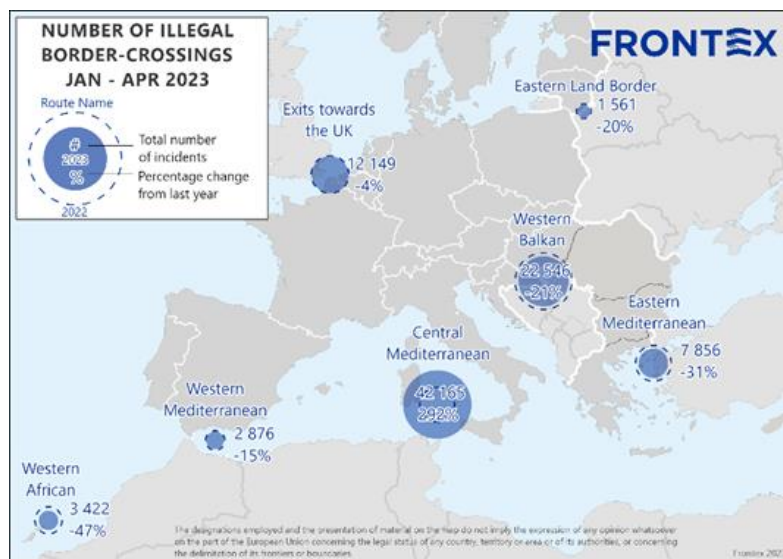 NUMBER OF ILLEGAL
BORDER-CROSSINGS
JAN - APR 2023
Route Name
#
2023
%
Total number
of incidents
Percentage change
from last year
2022
FRONTEX
Eastern Land Border
1 561
-20%
Exits towards
the UK
12 149
-4%
Western
Balkan
22 546
-21%
Eastern
Mediterranean
7 856
-31%
Central
Mediterranean
42 165
292%
Western
Mediterranean
2 876
-15%
Western
African
3 422
-47%
The designations employed and the presentation of material on the map do not imply the expression of any opinion whatsoever
on the part of the European Union concerning the legal status of any country, territory or area or of its authorities, or concerning
the delimitation of its frontiers or boundaries.
Frontex